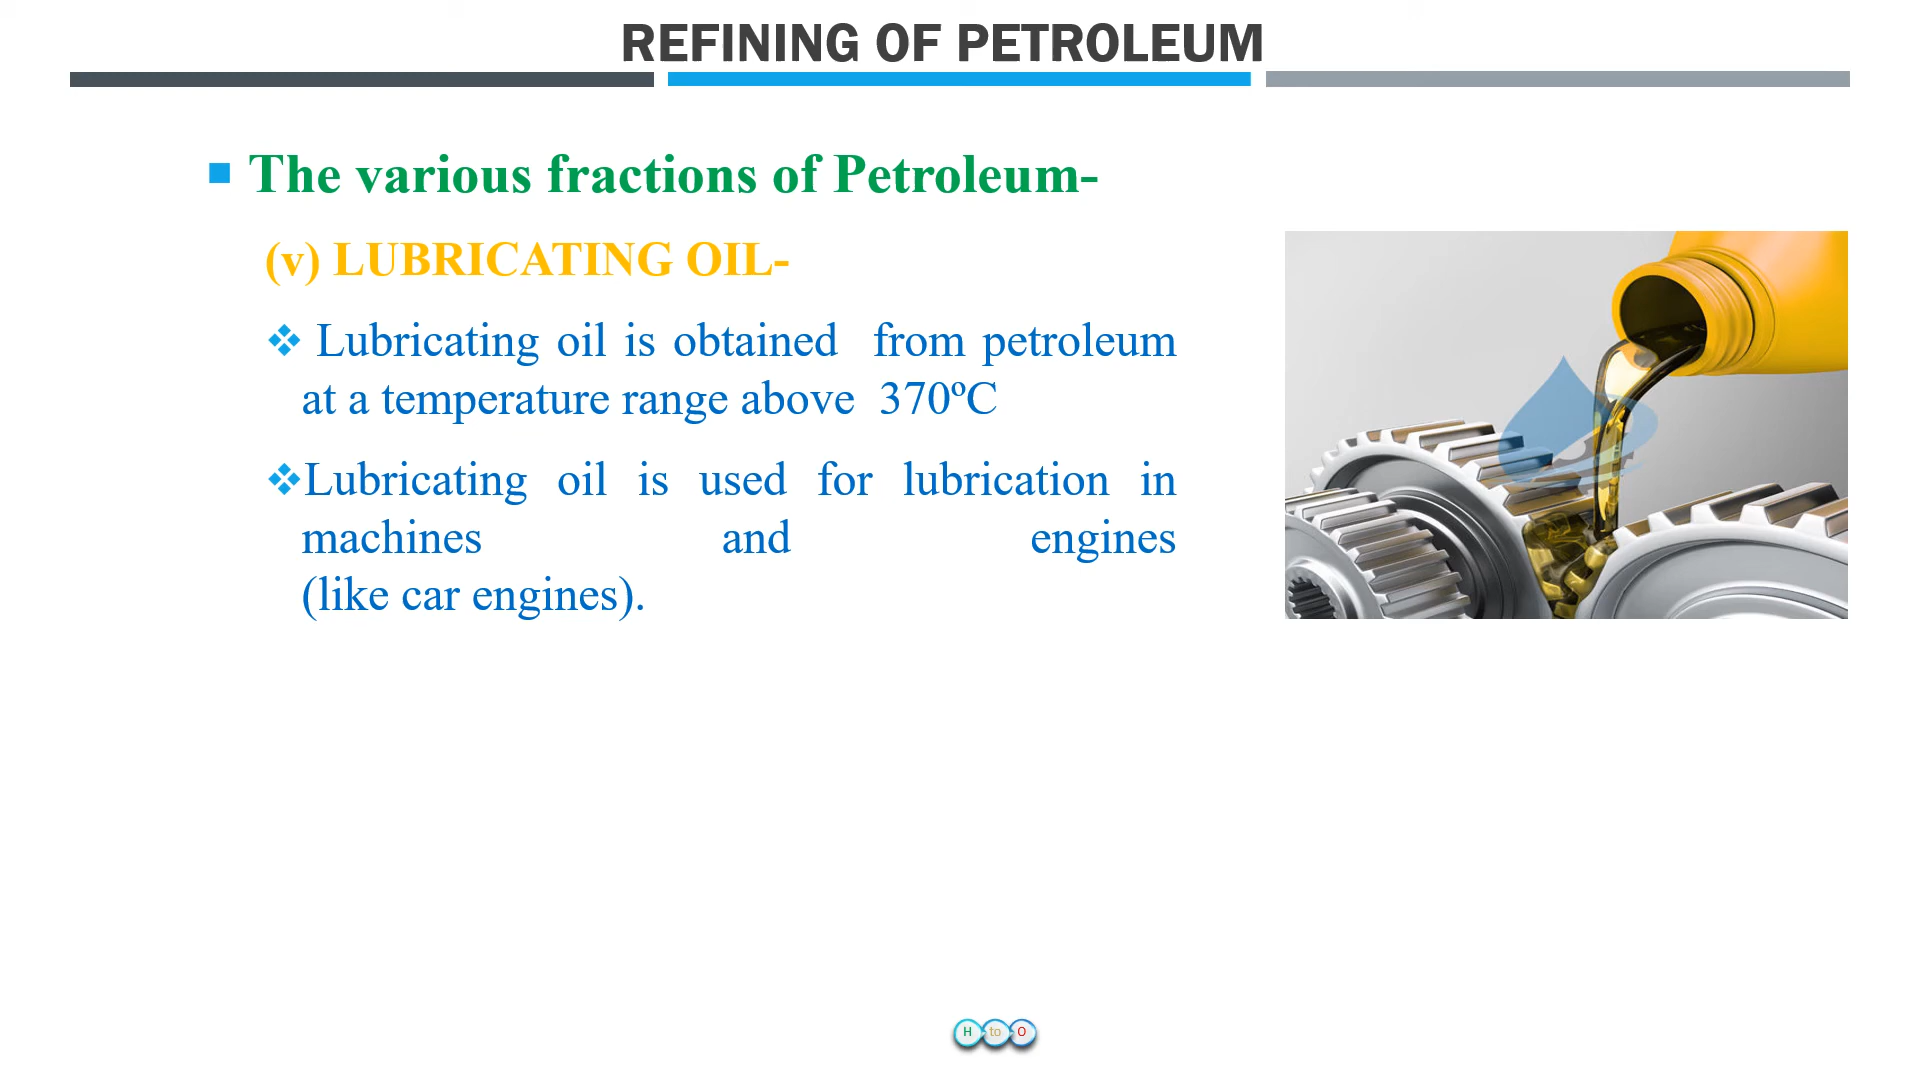 REFINING OF PETROLEUM
The various fractions of Petroleum-
(v) LUBRICATING OIL-
Lubricating oil is obtained from petroleum
at a temperature range above 370ºC
Lubricating oil is used for lubrication in
machines and engines
(like car engines).
H to O